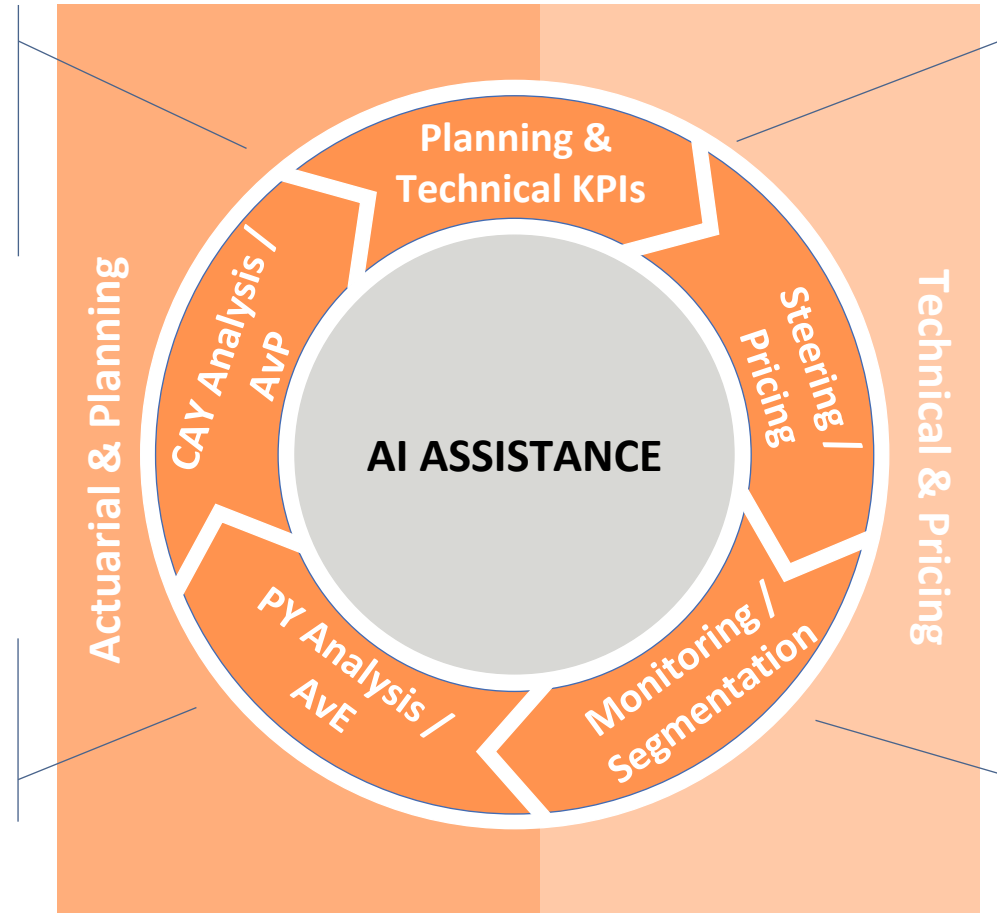 Planning &
Technical KPIs
Steering /
Pricing
Monitoring /
Segmentation
PY Analysis /
AvE
CAY Analysis /
AvP
AI ASSISTANCE
Actuarial & Planning
Technical & Pricing